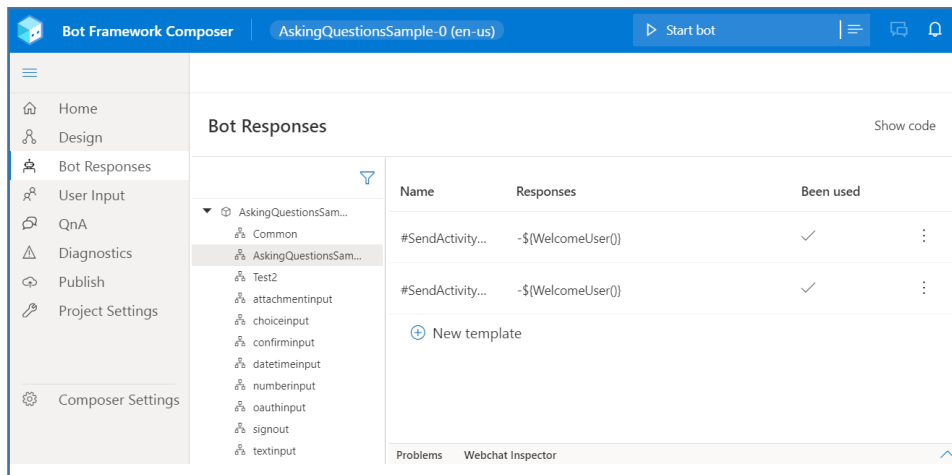 Bot Framework Composer
AskingQuestionsSample-0 (en-us)
Start bot
Home
Design
Bot Responses
User Input
QnA
Diagnostics
Publish
Project Settings
Composer Settings
Bot Responses
Show code
AskingQuestionsSam...
Common
AskingQuestionsSam...
Test2
attachmentinput
choiceinput
confirminput
datetimeinput
numberinput
oauthinput
signout
textinput
Name Responses Been used
#SendActivity... -${WelcomeUser()}
#SendActivity... -${WelcomeUser()}
New template
Problems Webchat Inspector